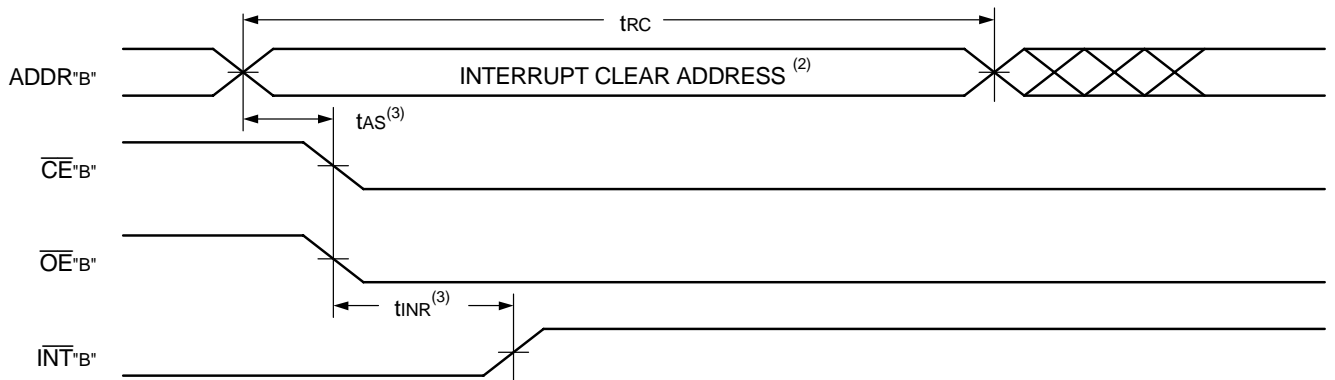 tRC
ADDR"B"
INTERRUPT CLEAR ADDRESS (2)
tAS(3)
CE"B"
OE"B"
tINR(3)
INT"B"